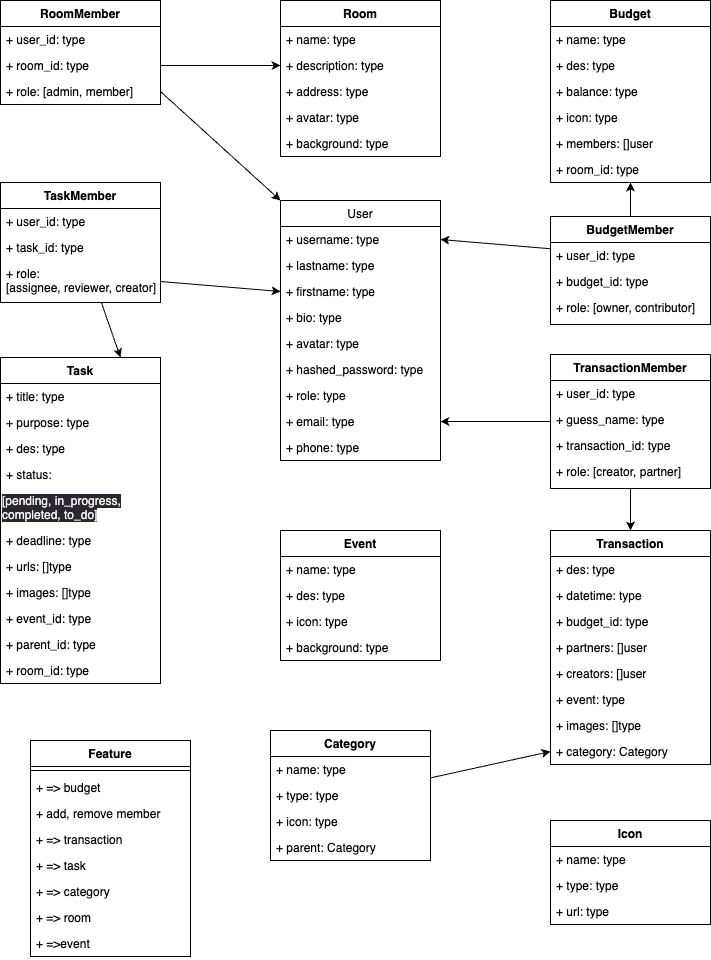 RoomMember
+ user_id: type
+ room_id: type
+ role: [admin, member]
Room
+ name: type
+ description: type
+ address: type
+ avatar: type
+ background: type
Budget
+ name: type
+ des: type
+ balance: type
+ icon: type
+ members: []user
+ room_id: type
TaskMember
+ user_id: type
+ task_id: type
+ role:
[assignee, reviewer, creator]
User
+ username: type
+ lastname: type
+ firstname: type
+ bio: type
+ avatar: type
+ hashed_password: type
+ role: type
+ email: type
+ phone: type
BudgetMember
+ user_id: type
+ budget_id: type
+ role: [owner, contributor]
Task
+ title: type
+ purpose: type
+ des: type
+ status:
[pending, in_progress,
completed, to_do]
+ deadline: type
+ urls: []type
+ images: []type
+ event_id: type
+ parent_id: type
+ room_id: type
TransactionMember
+ user_id: type
+ guess_name: type
+ transaction_id: type
+ role: [creator, partner]
Event
+ name: type
+ des: type
+ icon: type
+ background: type
Transaction
+ des: type
+ datetime: type
+ budget_id: type
+ partners: []user
+ creators: []user
+ event: type
+ images: []type
+ category: Category
Feature
+ => budget
+ add, remove member
+ => transaction
+ => task
+ => category
+ => room
+ =>event
Category
+ name: type
+ type: type
+ icon: type
+ parent: Category
Icon
+ name: type
+ type: type
+ url: type